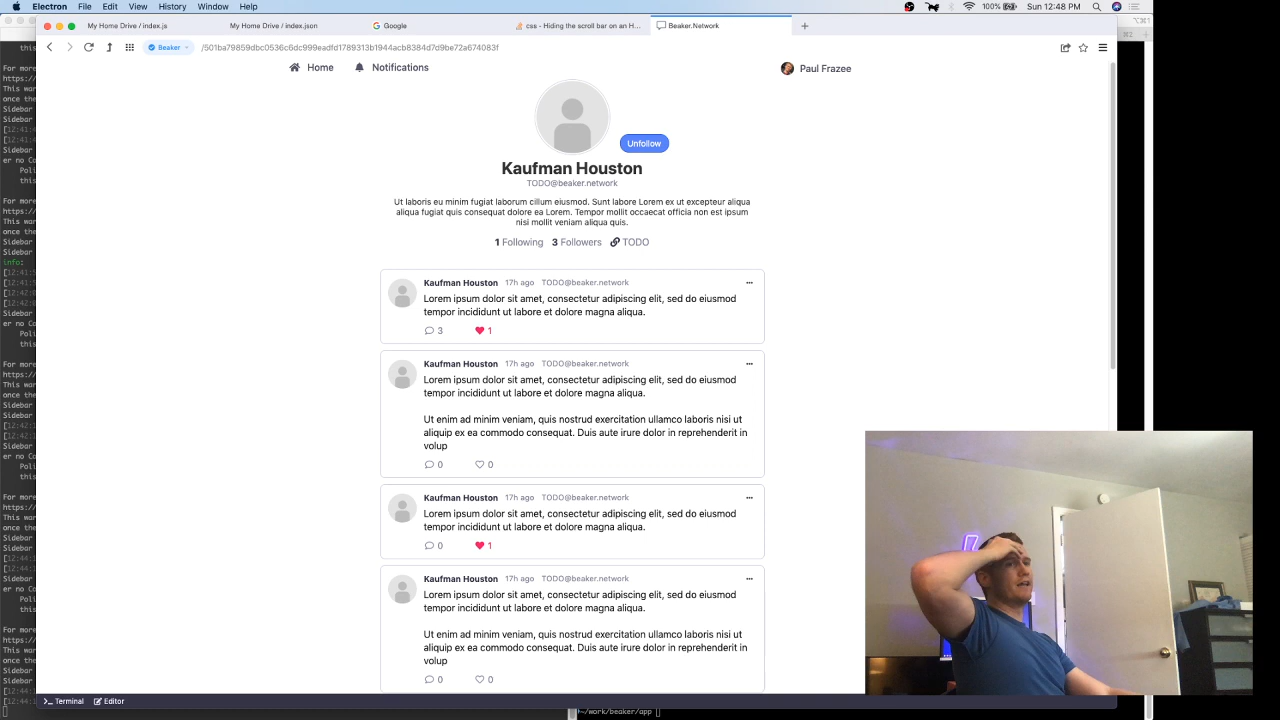 Electron File Edit View History Window Help
100% Sun 12:48 PM
My Home Drive / index.js
My Home Drive / index.json
Google
css - Hiding the scroll bar on an H...
Beaker.Network
Beaker /501ba79859dbc0536c6dc999eadfd1789313b1944acb8384d7d9be72a674083f
Home Notifications
Paul Frazee
Unfollow
Kaufman Houston
TODO@beaker.network
Ut laboris eu minim fugiat laborum cillum eiusmod. Sunt labore Lorem ex ut excepteur aliqua
aliqua fugiat quis consequat dolore ea Lorem. Tempor mollit occaecat officia non est ipsum
nisi mollit veniam aliqua quis.
1 Following 3 Followers TODO
Kaufman Houston 17h ago TODO@beaker.network
Lorem ipsum dolor sit amet, consectetur adipiscing elit, sed do eiusmod
tempor incididunt ut labore et dolore magna aliqua.
3 1
Kaufman Houston 17h ago TODO@beaker.network
Lorem ipsum dolor sit amet, consectetur adipiscing elit, sed do eiusmod
tempor incididunt ut labore et dolore magna aliqua.
Ut enim ad minim veniam, quis nostrud exercitation ullamco laboris nisi ut
aliquip ex ea commodo consequat. Duis aute irure dolor in reprehenderit in
volup
0 0
Kaufman Houston 17h ago TODO@beaker.network
Lorem ipsum dolor sit amet, consectetur adipiscing elit, sed do eiusmod
tempor incididunt ut labore et dolore magna aliqua.
0 1
Kaufman Houston 17h ago TODO@beaker.network
Lorem ipsum dolor sit amet, consectetur adipiscing elit, sed do eiusmod
tempor incididunt ut labore et dolore magna aliqua.
Ut enim ad minim veniam, quis nostrud exercitation ullamco laboris nisi ut
aliquip ex ea commodo consequat. Duis aute irure dolor in reprehenderit in
volup
0 0
Terminal Editor
~/work/beaker/app